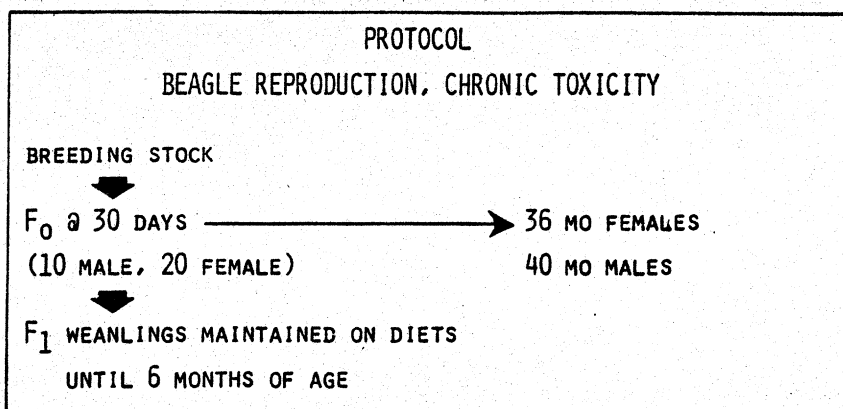 PROTOCOL
BEAGLE REPRODUCTION, CHRONIC TOXICITY
BREEDING STOCK
F₀ @ 30 DAYS 36 MO FEMALES
(10 MALE, 20 FEMALE) 40 MO MALES
F₁ WEANLINGS MAINTAINED ON DIETS
UNTIL 6 MONTHS OF AGE